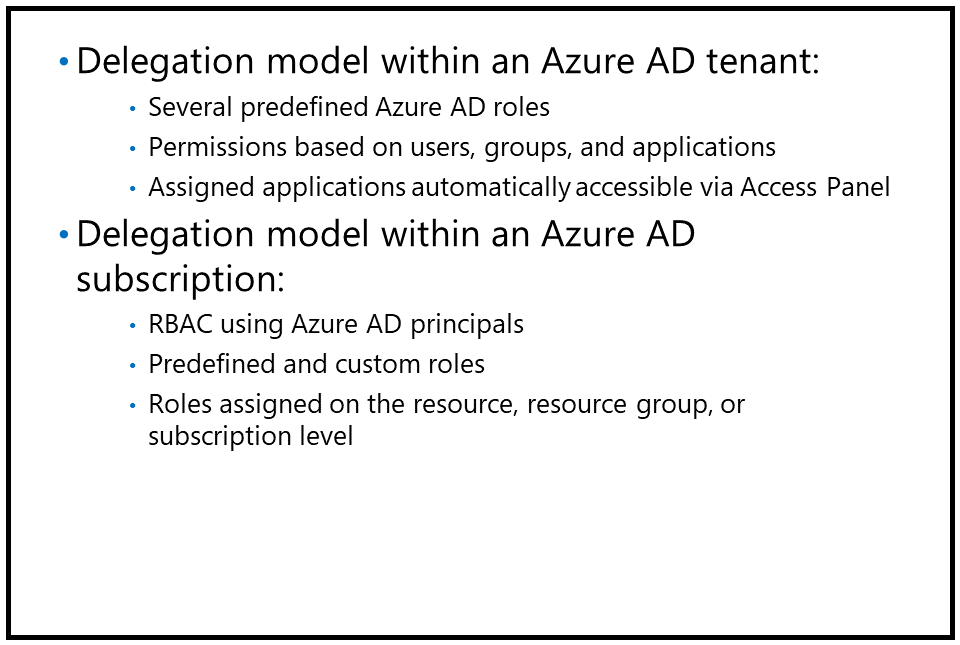 • Delegation model within an Azure AD tenant:
• Several predefined Azure AD roles
• Permissions based on users, groups, and applications
• Assigned applications automatically accessible via Access Panel
• Delegation model within an Azure AD
subscription:
• RBAC using Azure AD principals
• Predefined and custom roles
• Roles assigned on the resource, resource group, or
subscription level